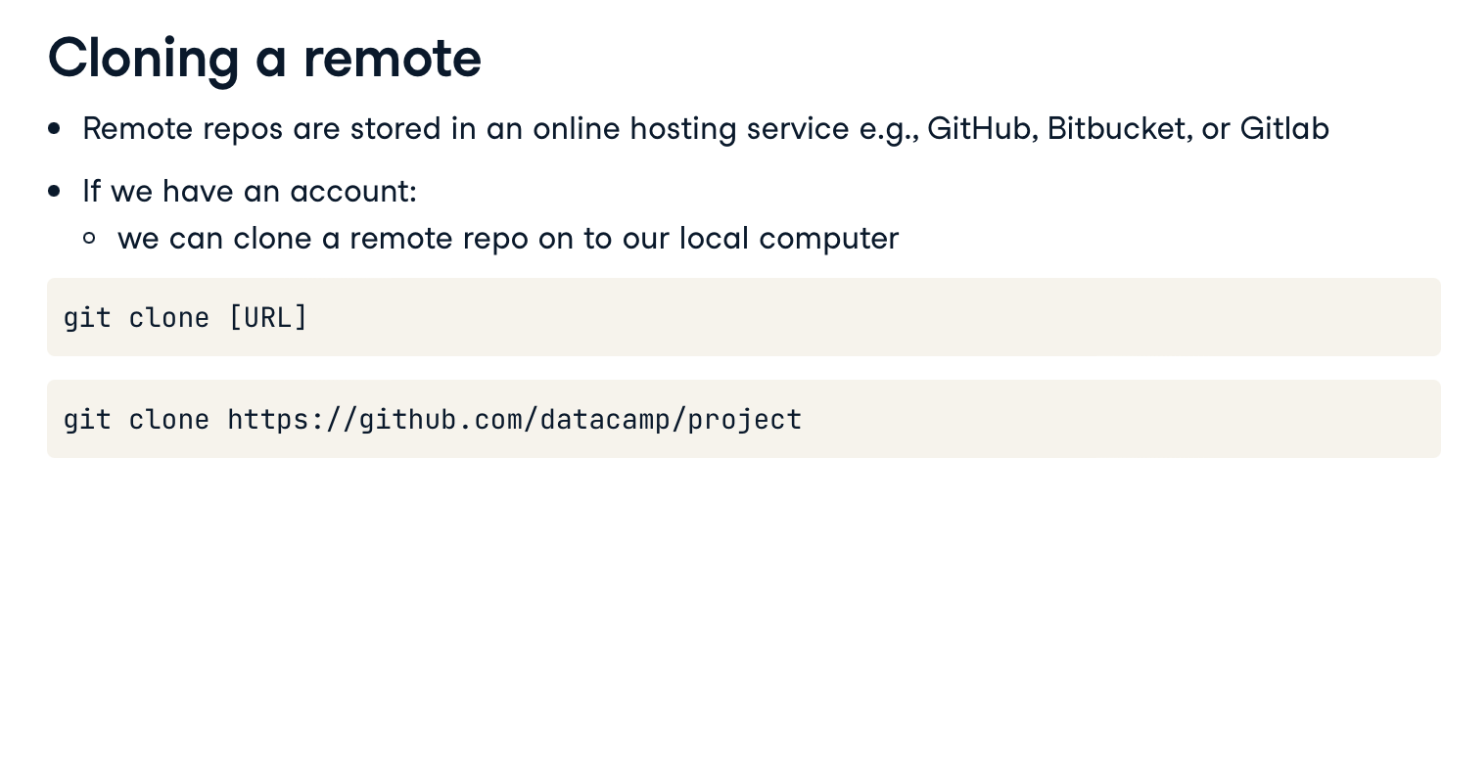 Cloning a remote
• Remote repos are stored in an online hosting service e.g., GitHub, Bitbucket, or Gitlab
• If we have an account:
○ we can clone a remote repo on to our local computer
git clone [URL]
git clone https://github.com/datacamp/project